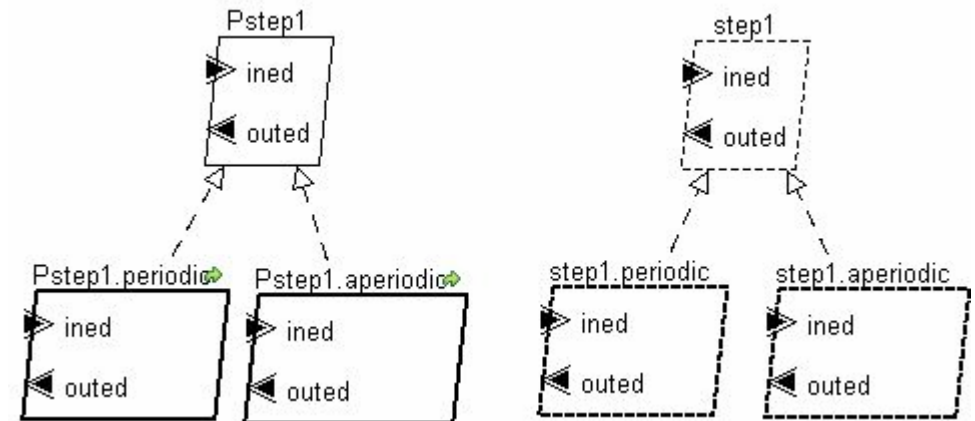 Pstep1
ined
outed
step1
ined
outed
Pstep1.periodic
ined
outed
Pstep1.aperiodic
ined
outed
step1.periodic
ined
outed
step1.aperiodic
ined
outed